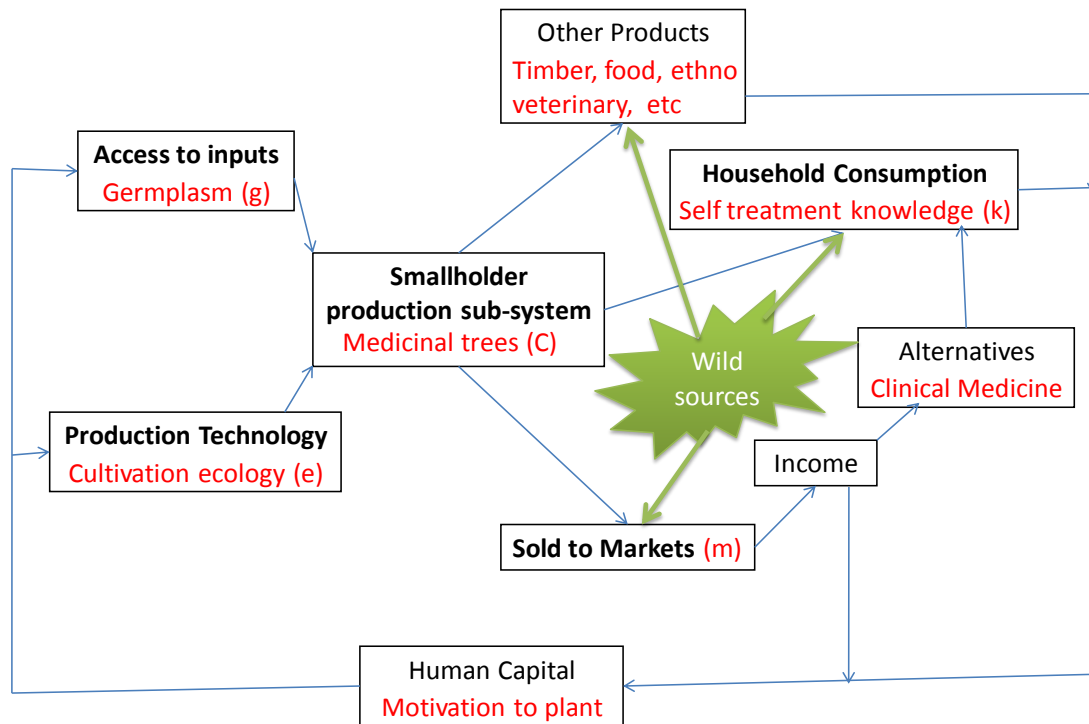 Other Products
Timber, food, ethno
veterinary, etc
Access to inputs
Germplasm (g)
Household Consumption
Self treatment knowledge (k)
Smallholder
production sub-system
Medicinal trees (C)
Wild
sources
Alternatives
Clinical Medicine
Production Technology
Cultivation ecology (e)
Income
Sold to Markets (m)
Human Capital
Motivation to plant